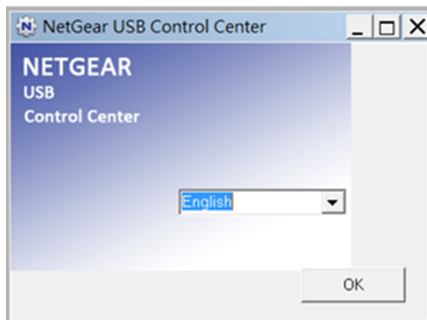 NetGear USB Control Center
NETGEAR
USB
Control Center
English
OK